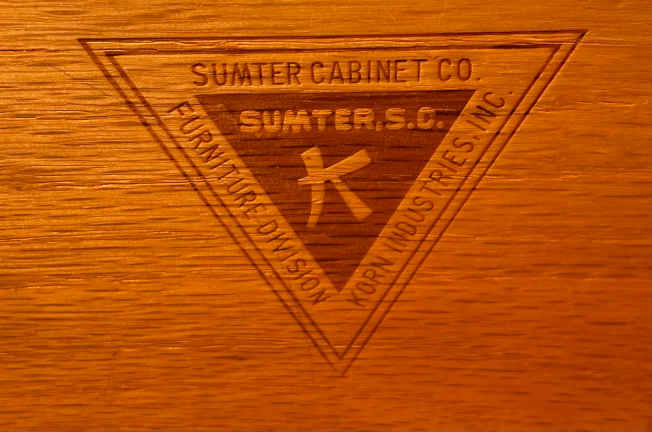 SUMTER CABINET CO.
SUMTER, S.C.
K
FURNITURE DIVISION
KORN INDUSTRIES, INC.